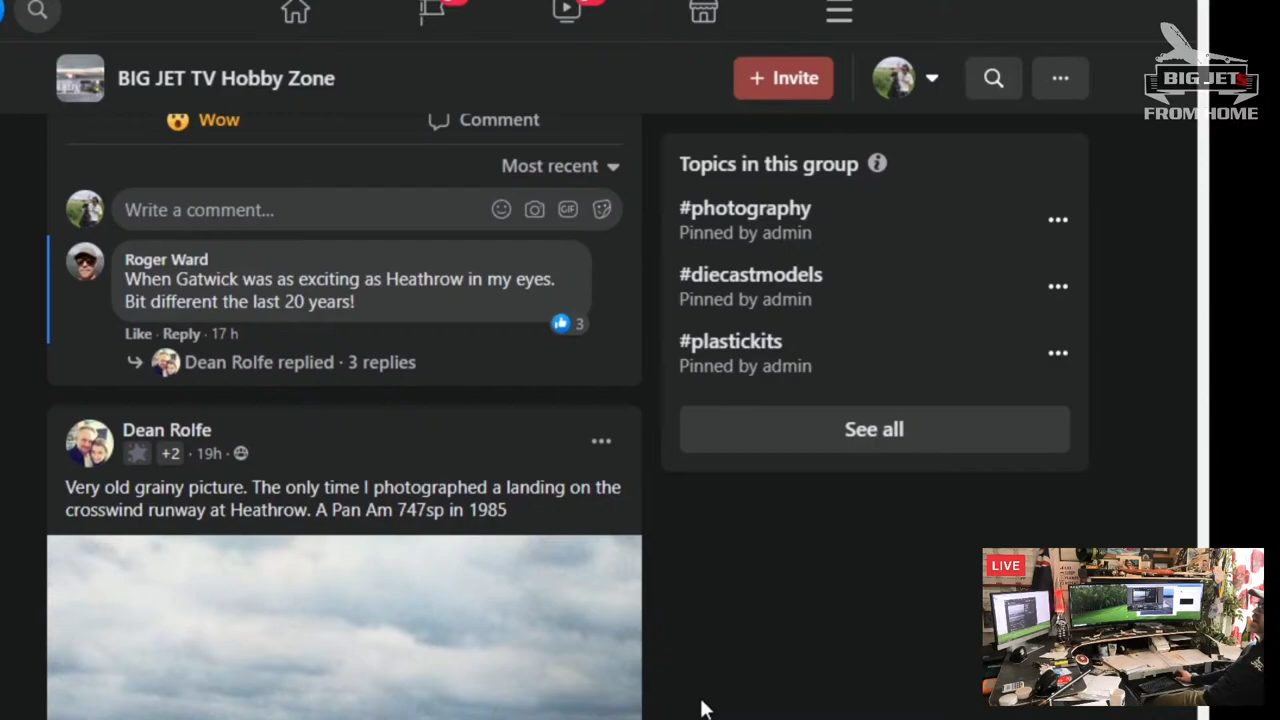 BIG JET TV Hobby Zone
+ Invite
BIG JETS
FROM HOME
Wow
Comment
Most recent
Write a comment...
GIF
Roger Ward
When Gatwick was as exciting as Heathrow in my eyes.
Bit different the last 20 years!
Like · Reply · 17 h
3
Dean Rolfe replied · 3 replies
Dean Rolfe
+2 · 19h ·
Very old grainy picture. The only time I photographed a landing on the
crosswind runway at Heathrow. A Pan Am 747sp in 1985
Topics in this group
#photography
Pinned by admin
#diecastmodels
Pinned by admin
#plastickits
Pinned by admin
See all
LIVE